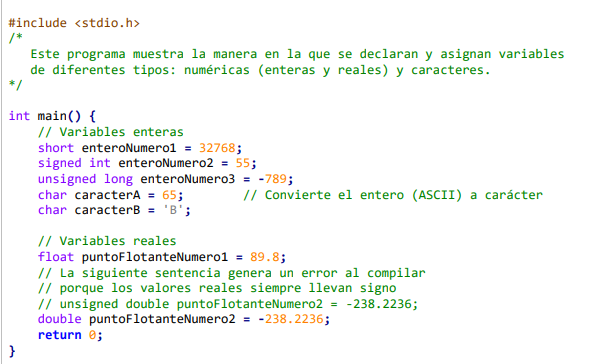 #include <stdio.h>
/*
   Este programa muestra la manera en la que se declaran y asignan variables
   de diferentes tipos: numéricas (enteras y reales) y caracteres.
*/
int main() {
    // Variables enteras
    short enteroNumero1 = 32768;
    signed int enteroNumero2 = 55;
    unsigned long enteroNumero3 = -789;
    char caracterA = 65;        // Convierte el entero (ASCII) a carácter
    char caracterB = 'B';
    // Variables reales
    float puntoFlotanteNumero1 = 89.8;
    // La siguiente sentencia genera un error al compilar
    // porque los valores reales siempre llevan signo
    // unsigned double puntoFlotanteNumero2 = -238.2236;
    double puntoFlotanteNumero2 = -238.2236;
    return 0;
}